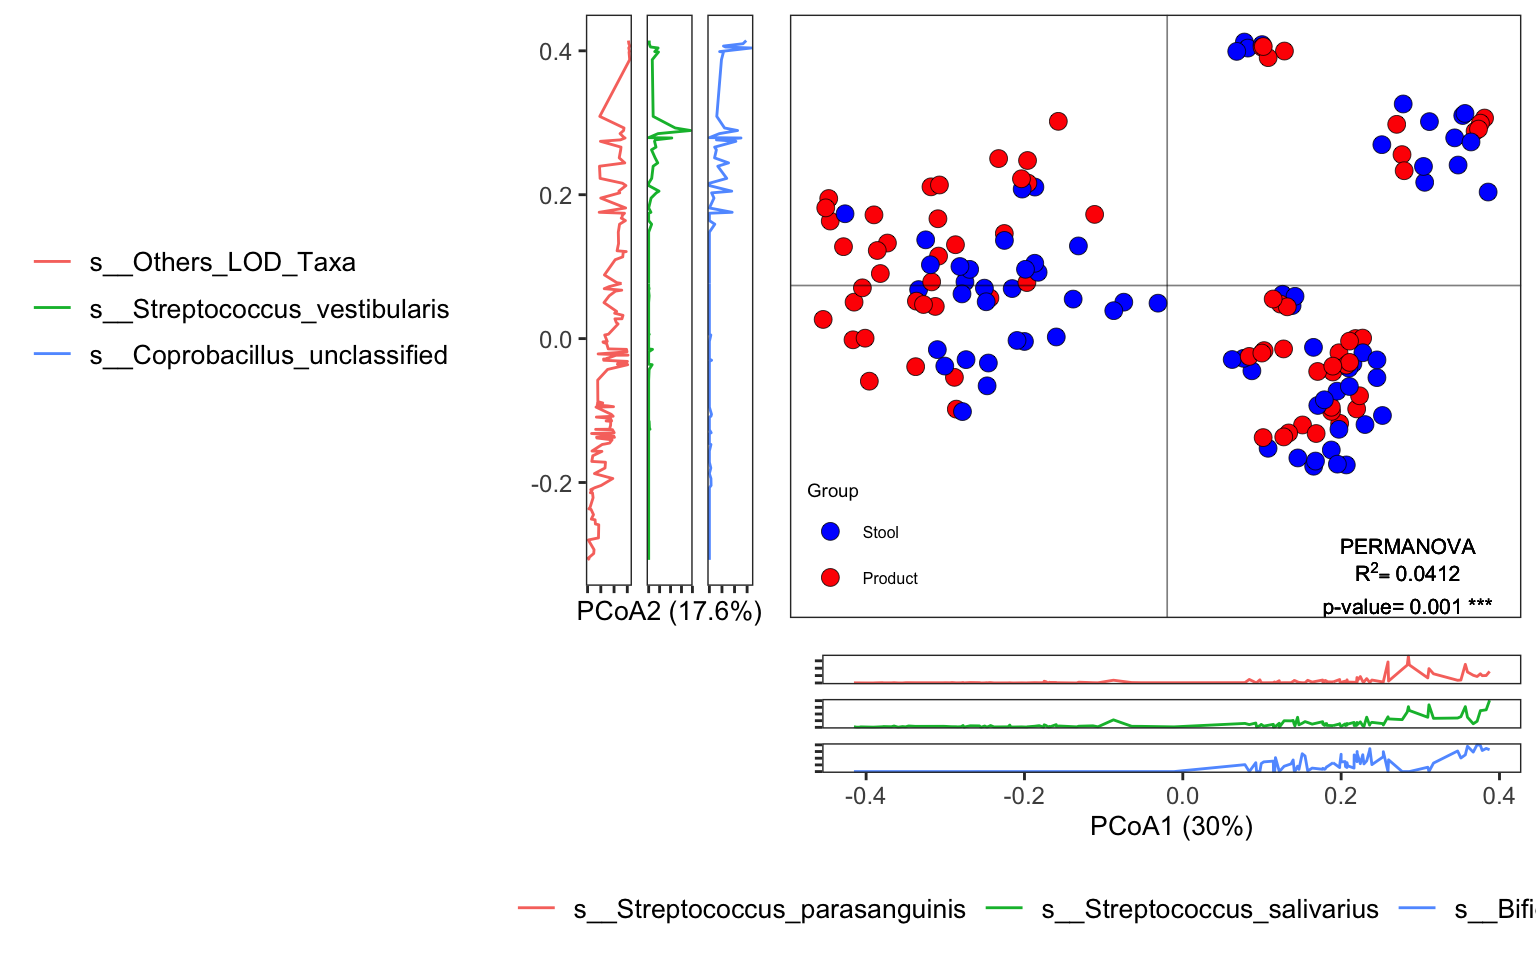 s__Others_LOD_Taxa
s__Streptococcus_vestibularis
s__Coprobacillus_unclassified
0.4
0.2
0.0
-0.2
PCoA2 (17.6%)
Group
Stool
Product
PERMANOVA
R²= 0.0412
p-value= 0.001 ***
-0.4 -0.2 0.0 0.2 0.4
PCoA1 (30%)
s__Streptococcus_parasanguinis s__Streptococcus_salivarius